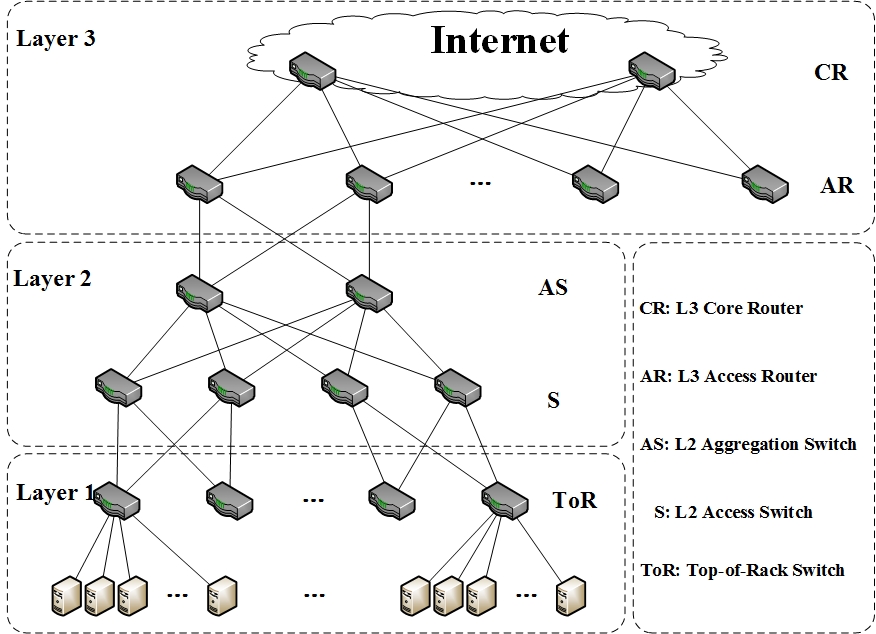 Internet
Layer 3
CR
...
AR
Layer 2
AS
S
CR: L3 Core Router
AR: L3 Access Router
AS: L2 Aggregation Switch
S: L2 Access Switch
ToR: Top-of-Rack Switch
Layer 1
...
ToR
...
...
...